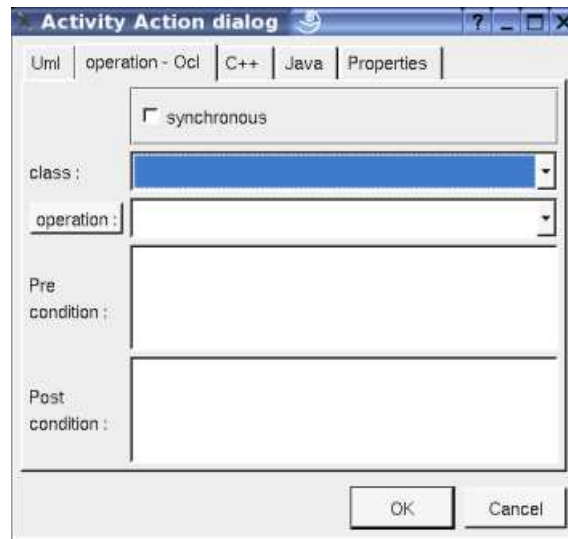 Activity Action dialog
Uml operation - Ocl C++ Java Properties
synchronous
class :
operation :
Pre
condition :
Post
condition :
OK Cancel